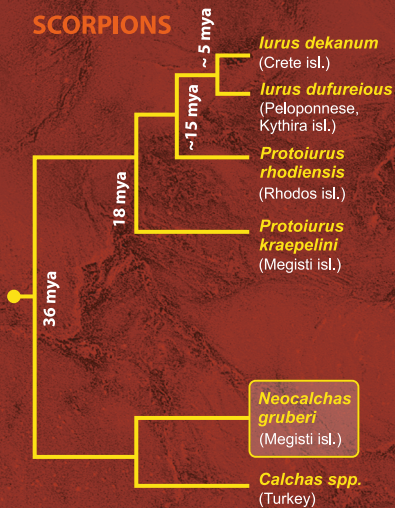 SCORPIONS
~ 5 mya
Iurus dekanum
(Crete isl.)
Iurus dufureious
(Peloponnese,
Kythira isl.)
~15 mya
Protoiurus
rhodiensis
(Rhodos isl.)
18 mya
Protoiurus
kraepelini
(Megisti isl.)
36 mya
Neocalchas
gruberi
(Megisti isl.)
Calchas spp.
(Turkey)